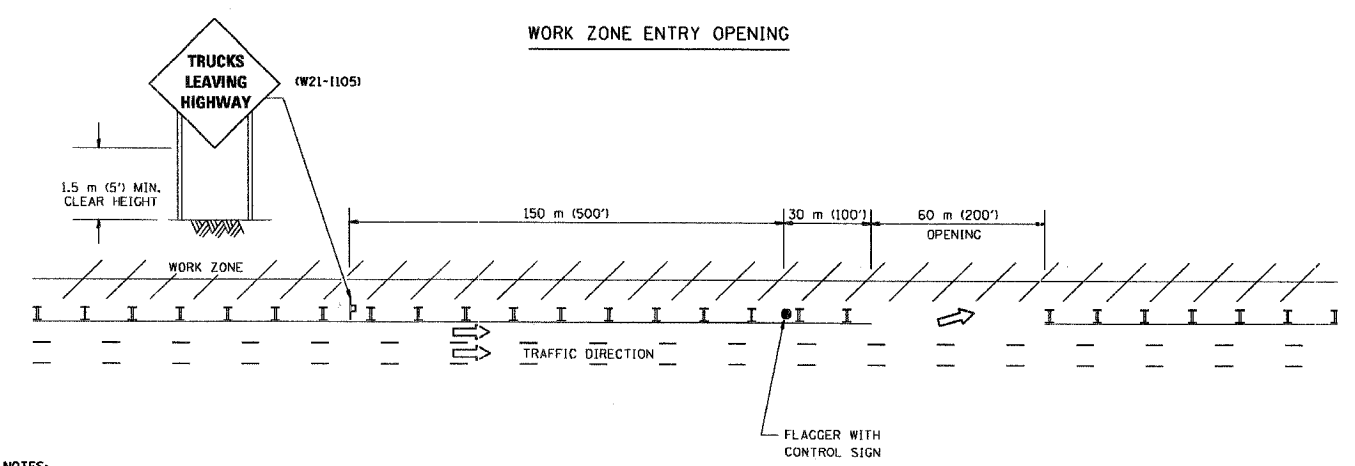 WORK ZONE ENTRY OPENING
TRUCKS
LEAVING
HIGHWAY
(W21-I105)
1.5 m (5') MIN.
CLEAR HEIGHT
150 m (500')
30 m (100')
60 m (200')
OPENING
WORK ZONE
TRAFFIC DIRECTION
FLAGGER WITH
CONTROL SIGN
NOTES: